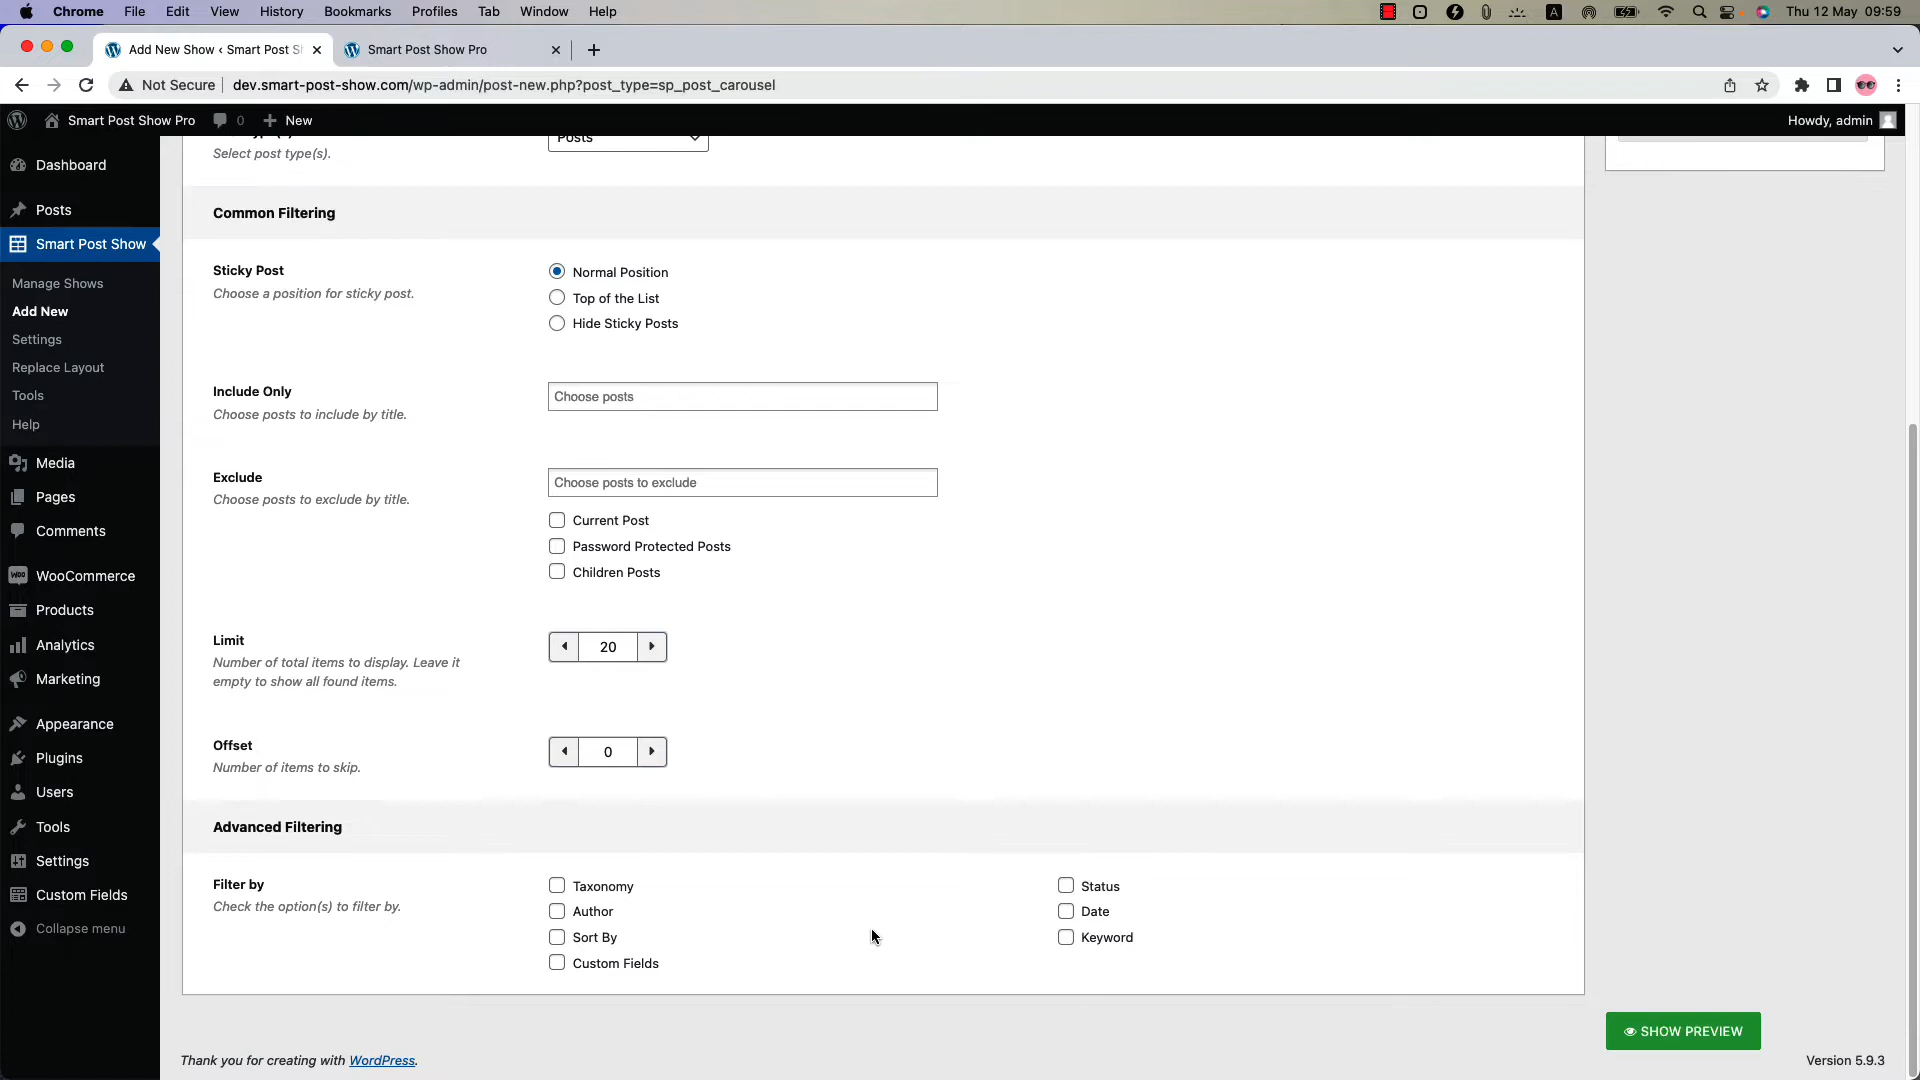 Chrome File Edit View History Bookmarks Profiles Tab Window Help
A Thu 12 May 09:59
Add New Show ‹ Smart Post S
Smart Post Show Pro
Not Secure dev.smart-post-show.com/wp-admin/post-new.php?post_type=sp_post_carousel
Smart Post Show Pro 0 New
Howdy, admin
Dashboard
Posts
Smart Post Show
Manage Shows
Add New
Settings
Replace Layout
Tools
Help
Media
Pages
Comments
WooCommerce
Products
Analytics
Marketing
Appearance
Plugins
Users
Tools
Settings
Custom Fields
Collapse menu
Select post type(s).
Posts
Common Filtering
Sticky Post
Choose a position for sticky post.
Normal Position
Top of the List
Hide Sticky Posts
Include Only
Choose posts to include by title.
Choose posts
Exclude
Choose posts to exclude by title.
Choose posts to exclude
Current Post
Password Protected Posts
Children Posts
Limit
Number of total items to display. Leave it
empty to show all found items.
20
Offset
Number of items to skip.
0
Advanced Filtering
Filter by
Check the option(s) to filter by.
Taxonomy
Author
Sort By
Custom Fields
Status
Date
Keyword
SHOW PREVIEW
Thank you for creating with WordPress.
Version 5.9.3